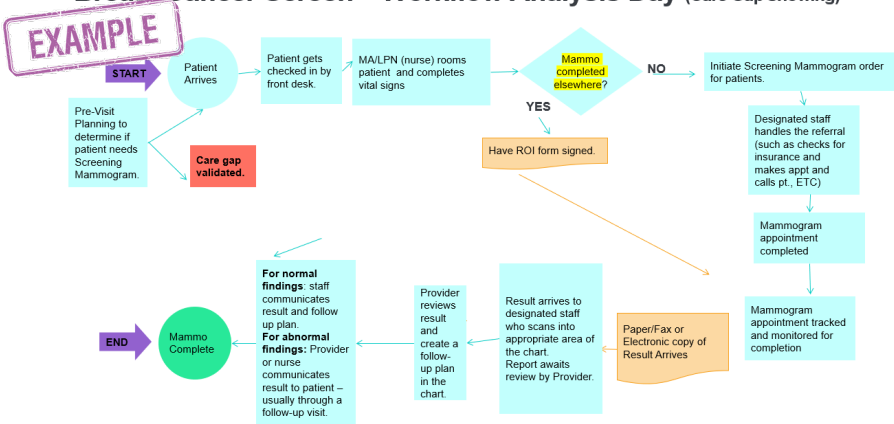 (Care Gap Showing)
EXAMPLE
START
Patient
Arrives
Patient gets
checked in by
front desk.
MA/LPN (nurse) rooms
patient and completes
vital signs
Mammo
completed
elsewhere?
NO
Initiate Screening Mammogram order
for patients.
YES
Pre-Visit
Planning to
determine if
patient needs
Screening
Mammogram.
Care gap
validated.
Have ROI form signed.
Designated staff
handles the referral
(such as checks for
insurance and
makes appt and
calls pt., ETC)
Mammogram
appointment
completed
Mammogram
appointment tracked
and monitored for
completion
Paper/Fax or
Electronic copy of
Result Arrives
Result arrives to
designated staff
who scans into
appropriate area of
the chart.
Report awaits
review by Provider.
Provider
reviews
result
and
create a
follow-
up plan
in the
chart.
For normal
findings: staff
communicates
result and follow
up plan.
For abnormal
findings: Provider
or nurse
communicates
result to patient –
usually through a
follow-up visit.
Mammo
Complete
END